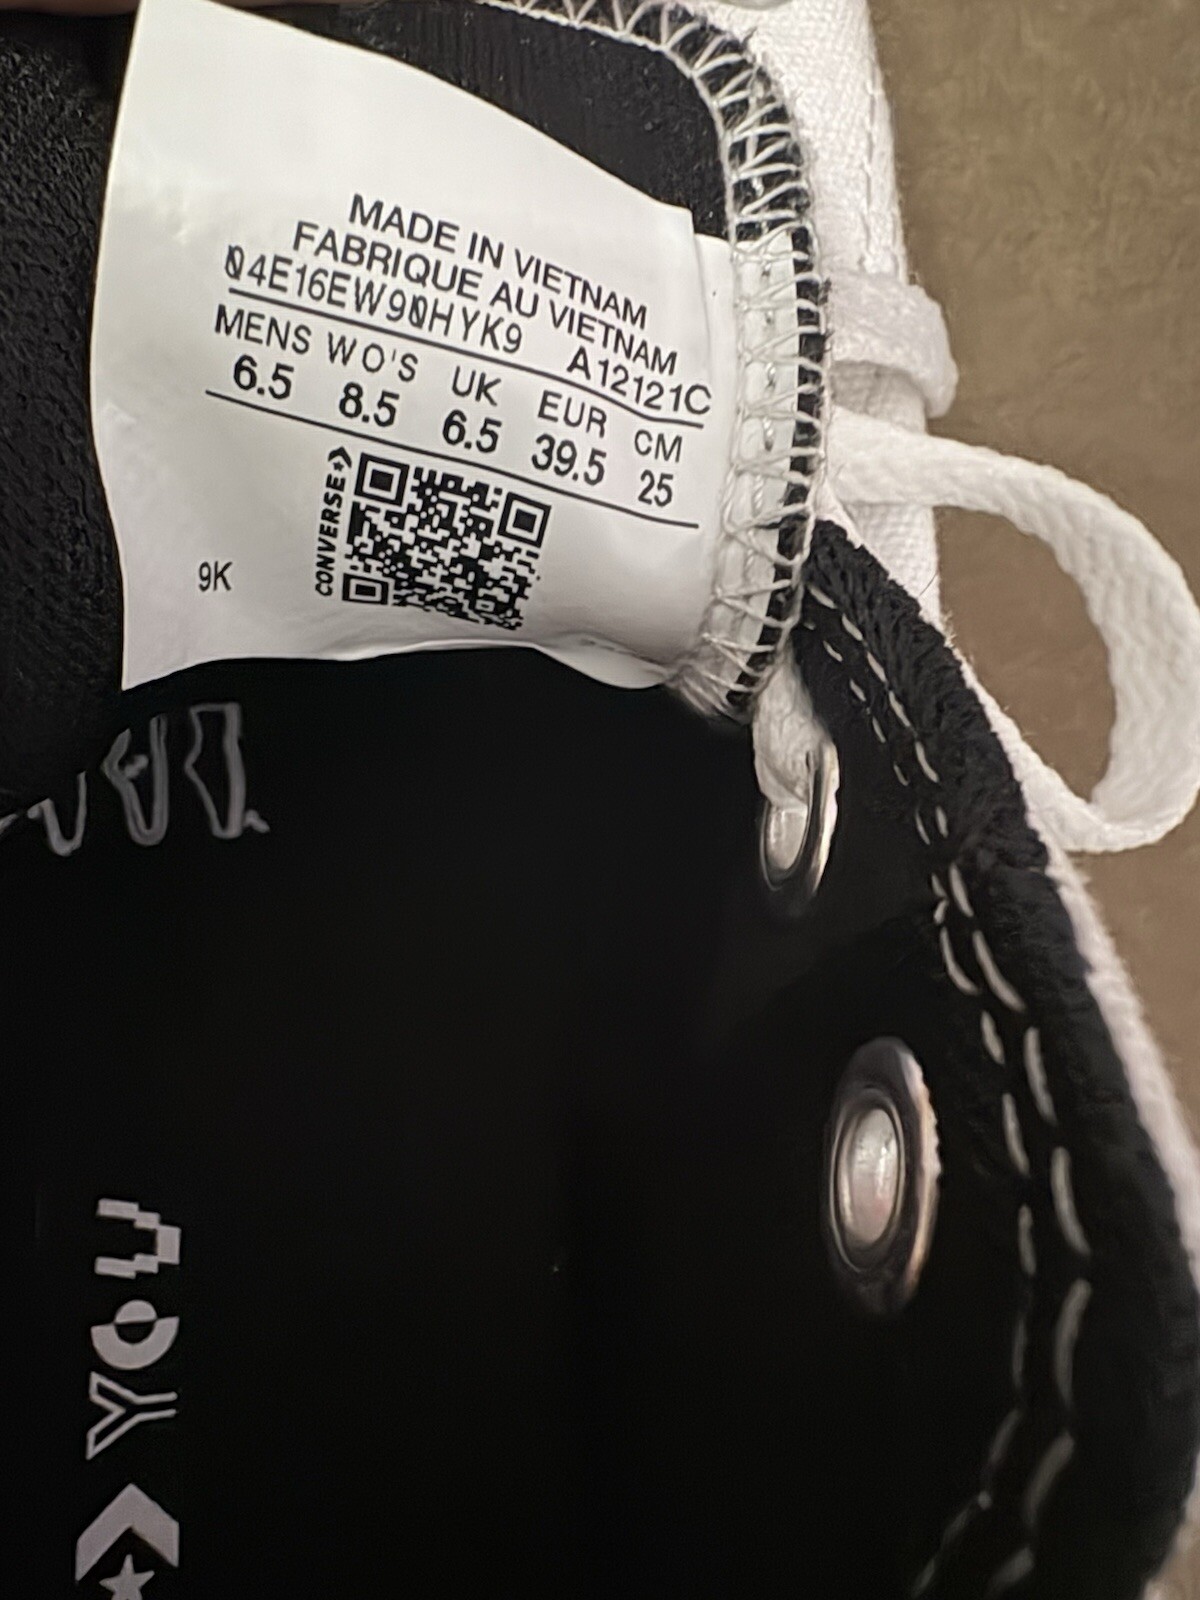 MADE IN VIETNAM
FABRIQUE AU VIETNAM
04E16EW90HYK9 A12121C
MENS WO'S UK EUR CM
6.5 8.5 6.5 39.5 25
CONVERSE
9K
YOU